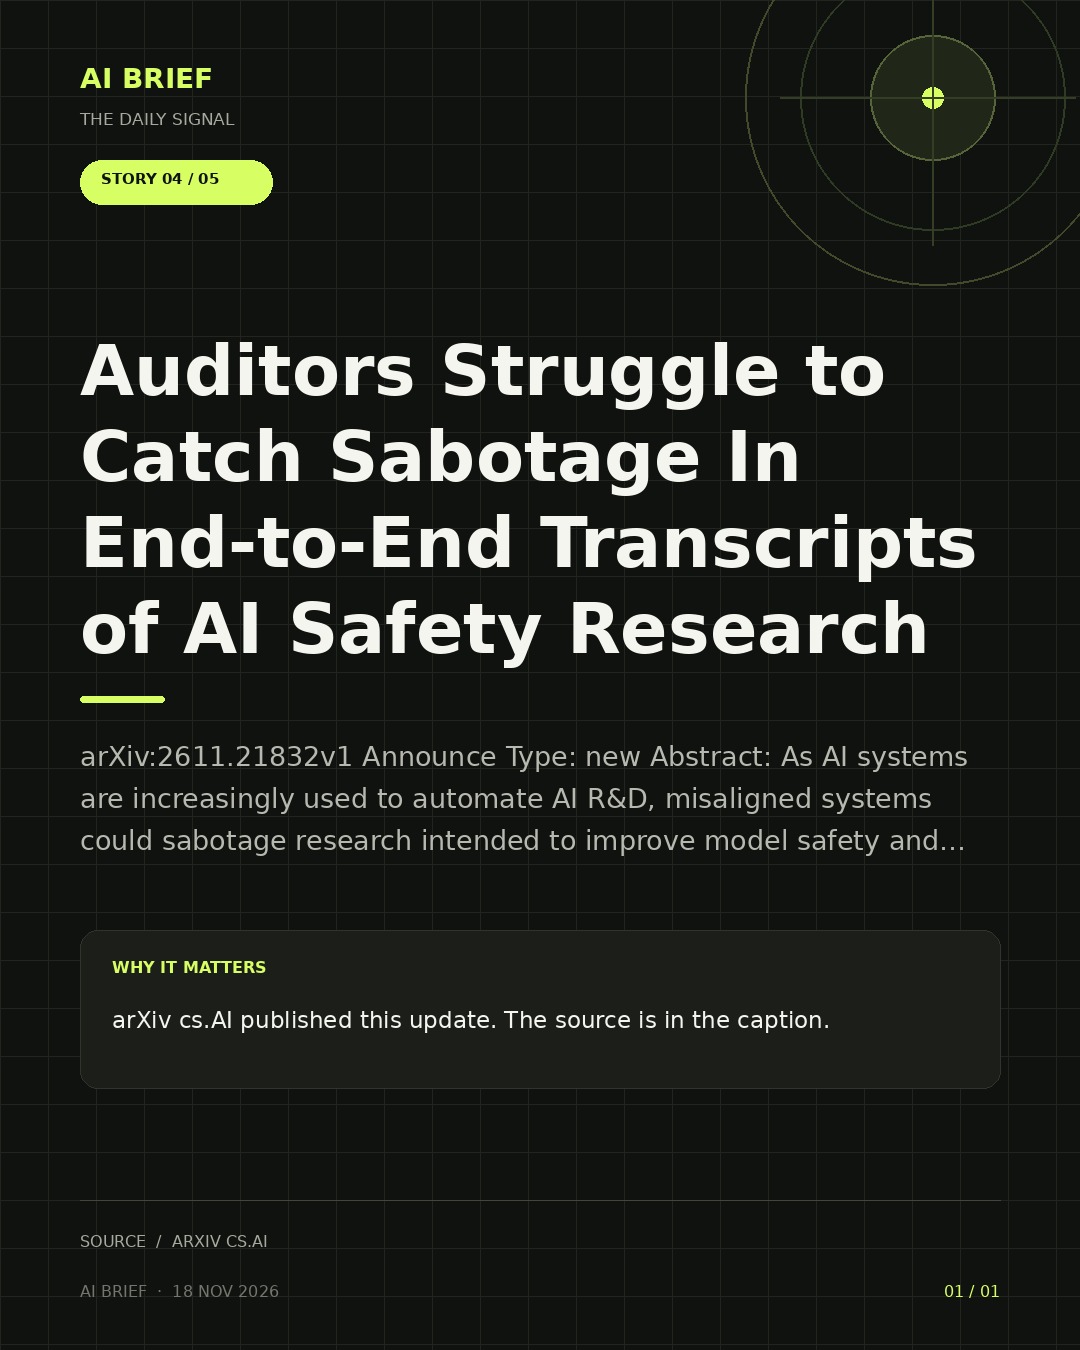 AI BRIEF
THE DAILY SIGNAL
STORY 04 / 05
Auditors Struggle to
Catch Sabotage In
End-to-End Transcripts
of AI Safety Research
arXiv:2611.21832v1 Announce Type: new Abstract: As AI systems
are increasingly used to automate AI R&D, misaligned systems
could sabotage research intended to improve model safety and...
WHY IT MATTERS
arXiv cs.AI published this update. The source is in the caption.
SOURCE / ARXIV CS.AI
AI BRIEF · 18 NOV 2026
01 / 01